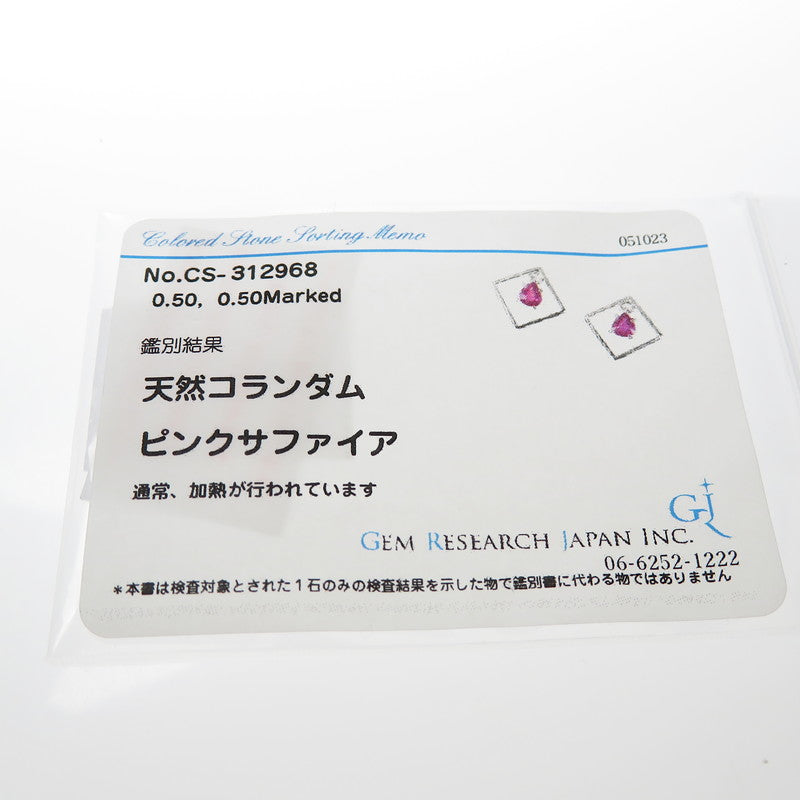 Colored Stone Sorting Memo
051023
No.CS-312968
0.50, 0.50Marked
鑑別結果
天然コランダム
ピンクサファイア
通常、加熱が行われています
GJ
GEM RESEARCH JAPAN INC.
06-6252-1222
*本書は検査対象とされた1石のみの検査結果を示した物で鑑別書に代わる物ではありません